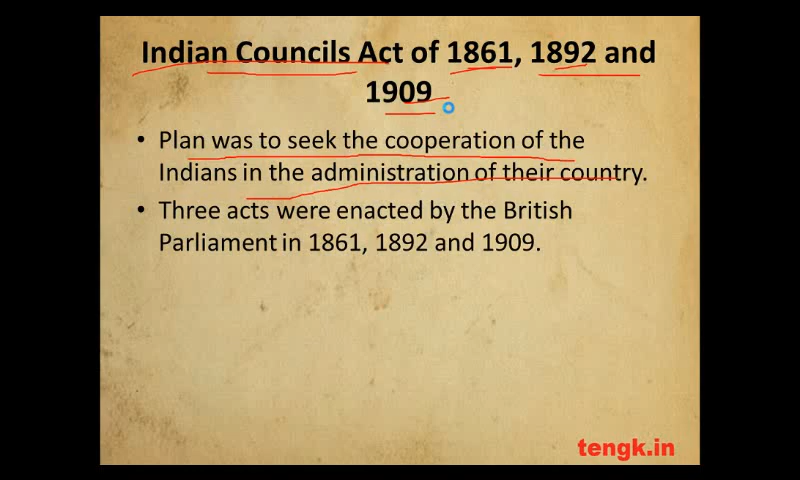 Indian Councils Act of 1861, 1892 and
1909
• Plan was to seek the cooperation of the
Indians in the administration of their country.
• Three acts were enacted by the British
Parliament in 1861, 1892 and 1909.
tengk.in